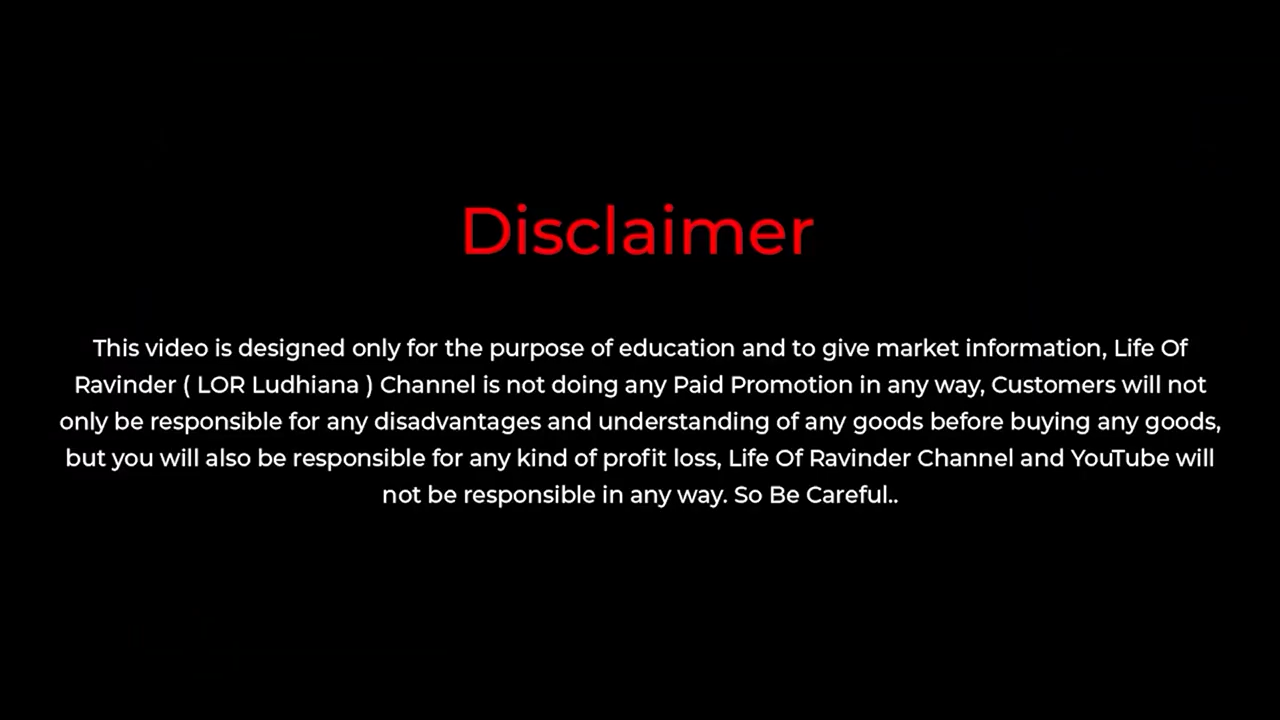 Disclaimer
This video is designed only for the purpose of education and to give market information, Life Of
Ravinder ( LOR Ludhiana ) Channel is not doing any Paid Promotion in any way, Customers will not
only be responsible for any disadvantages and understanding of any goods before buying any goods,
but you will also be responsible for any kind of profit loss, Life Of Ravinder Channel and YouTube will
not be responsible in any way. So Be Careful..